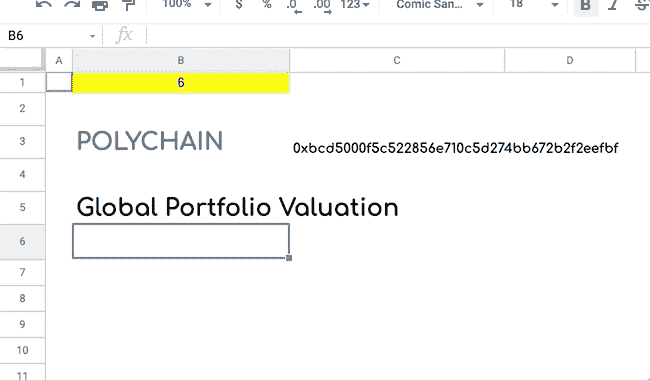 100% $ % .0 .00 123 Comic San... 18 B I S
B6 fx
A B C D
1 6
2
3 POLYCHAIN 0xbcd5000f5c522856e710c5d274bb672b2f2eefbf
4
5 Global Portfolio Valuation
6
7
8
9
10
11